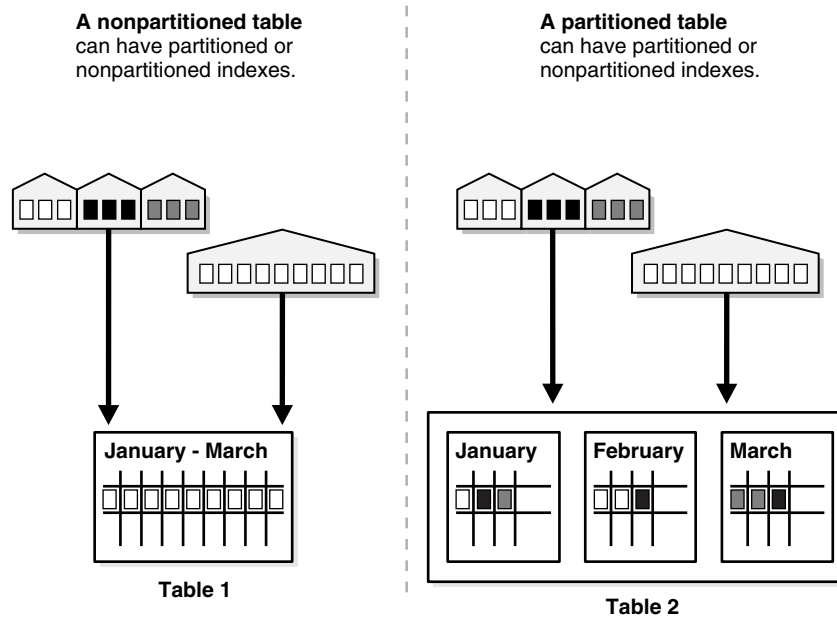 A nonpartitioned table
can have partitioned or
nonpartitioned indexes.
A partitioned table
can have partitioned or
nonpartitioned indexes.
January - March
Table 1
January
February
March
Table 2